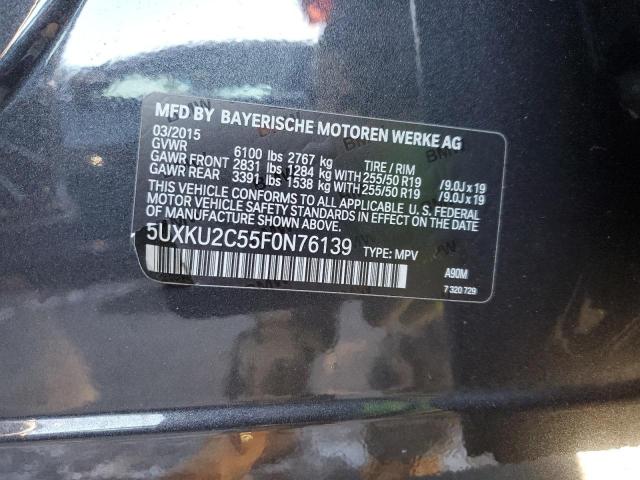 MFD BY BAYERISCHE MOTOREN WERKE AG
03/2015
GVWR 6100 lbs 2767 kg TIRE / RIM
GAWR FRONT 2831 lbs 1284 kg WITH 255/50 R19 /9.0J x 19
GAWR REAR 3391 lbs 1538 kg WITH 255/50 R19 /9.0J x 19
THIS VEHICLE CONFORMS TO ALL APPLICABLE U. S. FEDERAL
MOTOR VEHICLE SAFETY STANDARDS IN EFFECT ON THE DATE
OF MANUFACTURE SHOWN ABOVE.
5UXKU2C55F0N76139 TYPE: MPV
A90M
7 320 729